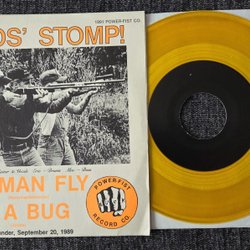 1991 POWER-FIST CO.
OS' STOMP!
MAN FLY
A BUG
POWERFIST
RECORD CO.
nder, September 20, 1989